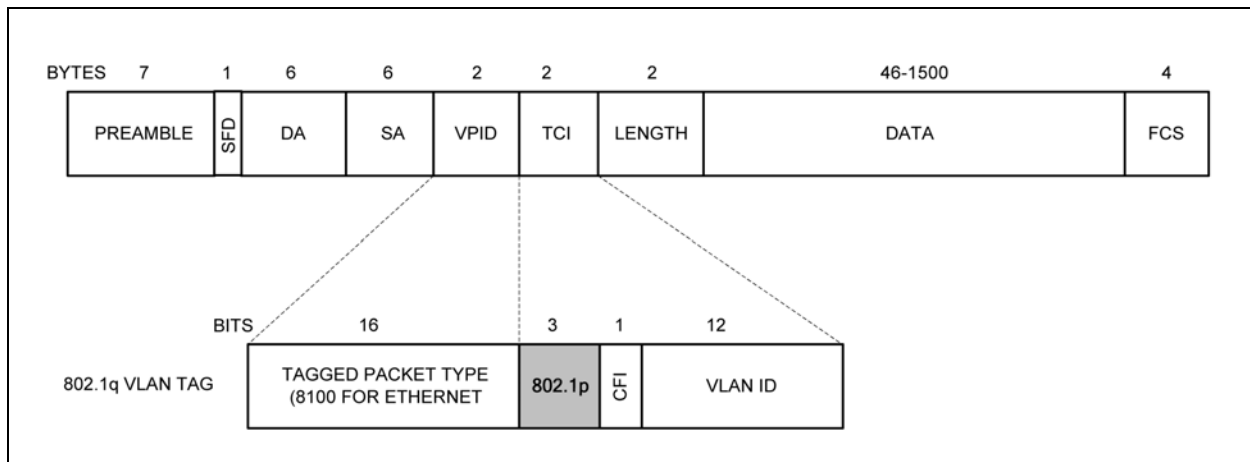 BYTES 7 1 6 6 2 2 2 46-1500 4
PREAMBLE SFD DA SA VPID TCI LENGTH DATA FCS
BITS 16 3 1 12
802.1q VLAN TAG
TAGGED PACKET TYPE
(8100 FOR ETHERNET
802.1p CFI VLAN ID